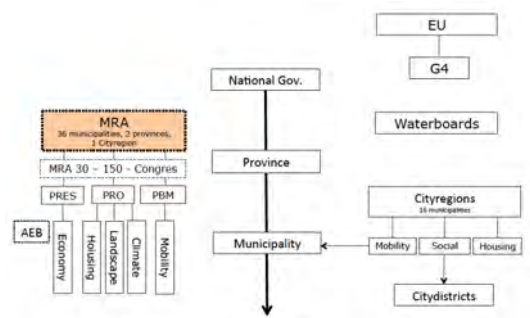 EU
G4
National Gov.
MRA
36 municipalities, 2 provinces,
1 Cityregion
Waterboards
MRA 30 – 150 - Congres
Province
PRES
PRO
PBM
Cityregions
16 municipalities
AEB
Economy
Housing
Landscape
Climate
Mobility
Municipality
Mobility
Social
Housing
Citydistricts